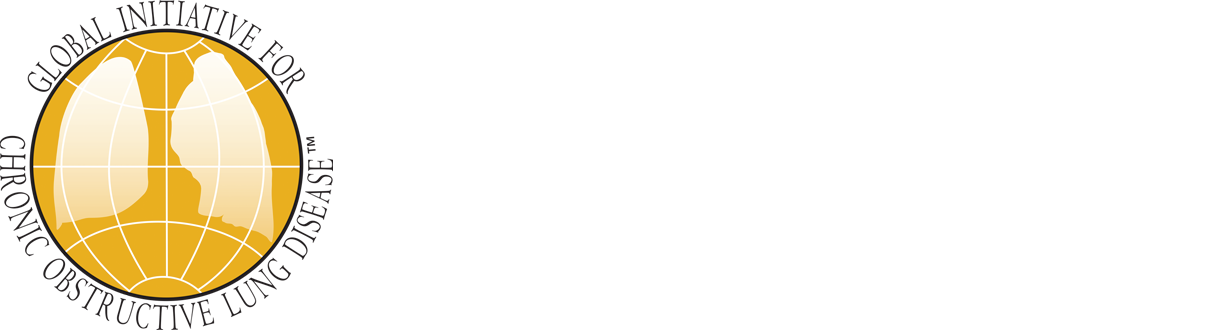 GLOBAL INITIATIVE FOR
CHRONIC OBSTRUCTIVE LUNG DISEASE™